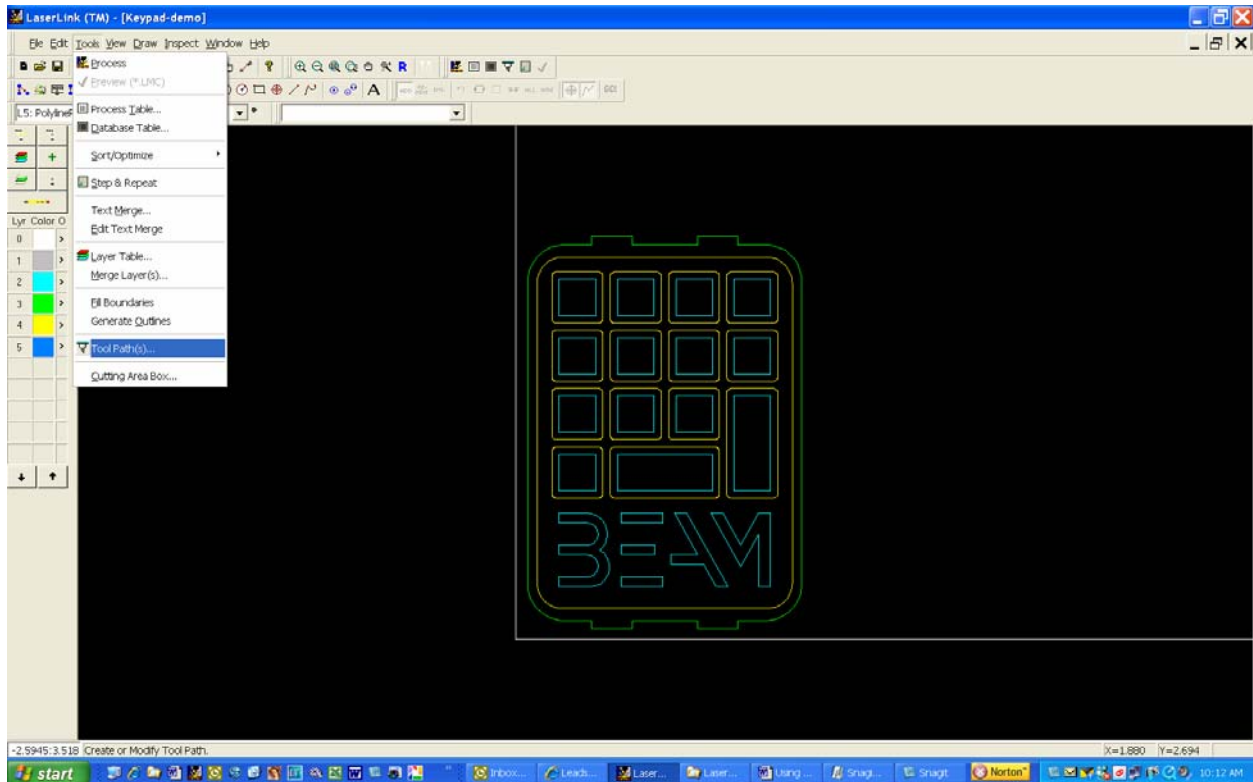 LaserLink (TM) - [Keypad-demo]
File Edit Tools View Draw Inspect Window Help
Process
Preview (*.LMC)
Process Table...
Database Table...
Sort/Optimize
Step & Repeat
Text Merge...
Edit Text Merge
Layer Table...
Merge Layer(s)...
Fill Boundaries
Generate Outlines
Tool Path(s)...
Cutting Area Box...
R
A
L5: Polyline
Lyr Color O
0
1
2
3
4
5
BEAM
-2.5945:3.518 Create or Modify Tool Path.
X=1.880 Y=2.694
start
Inbox...
Leads...
Laser...
Laser...
Using ...
Snagi...
Snagit
Norton
10:12 AM